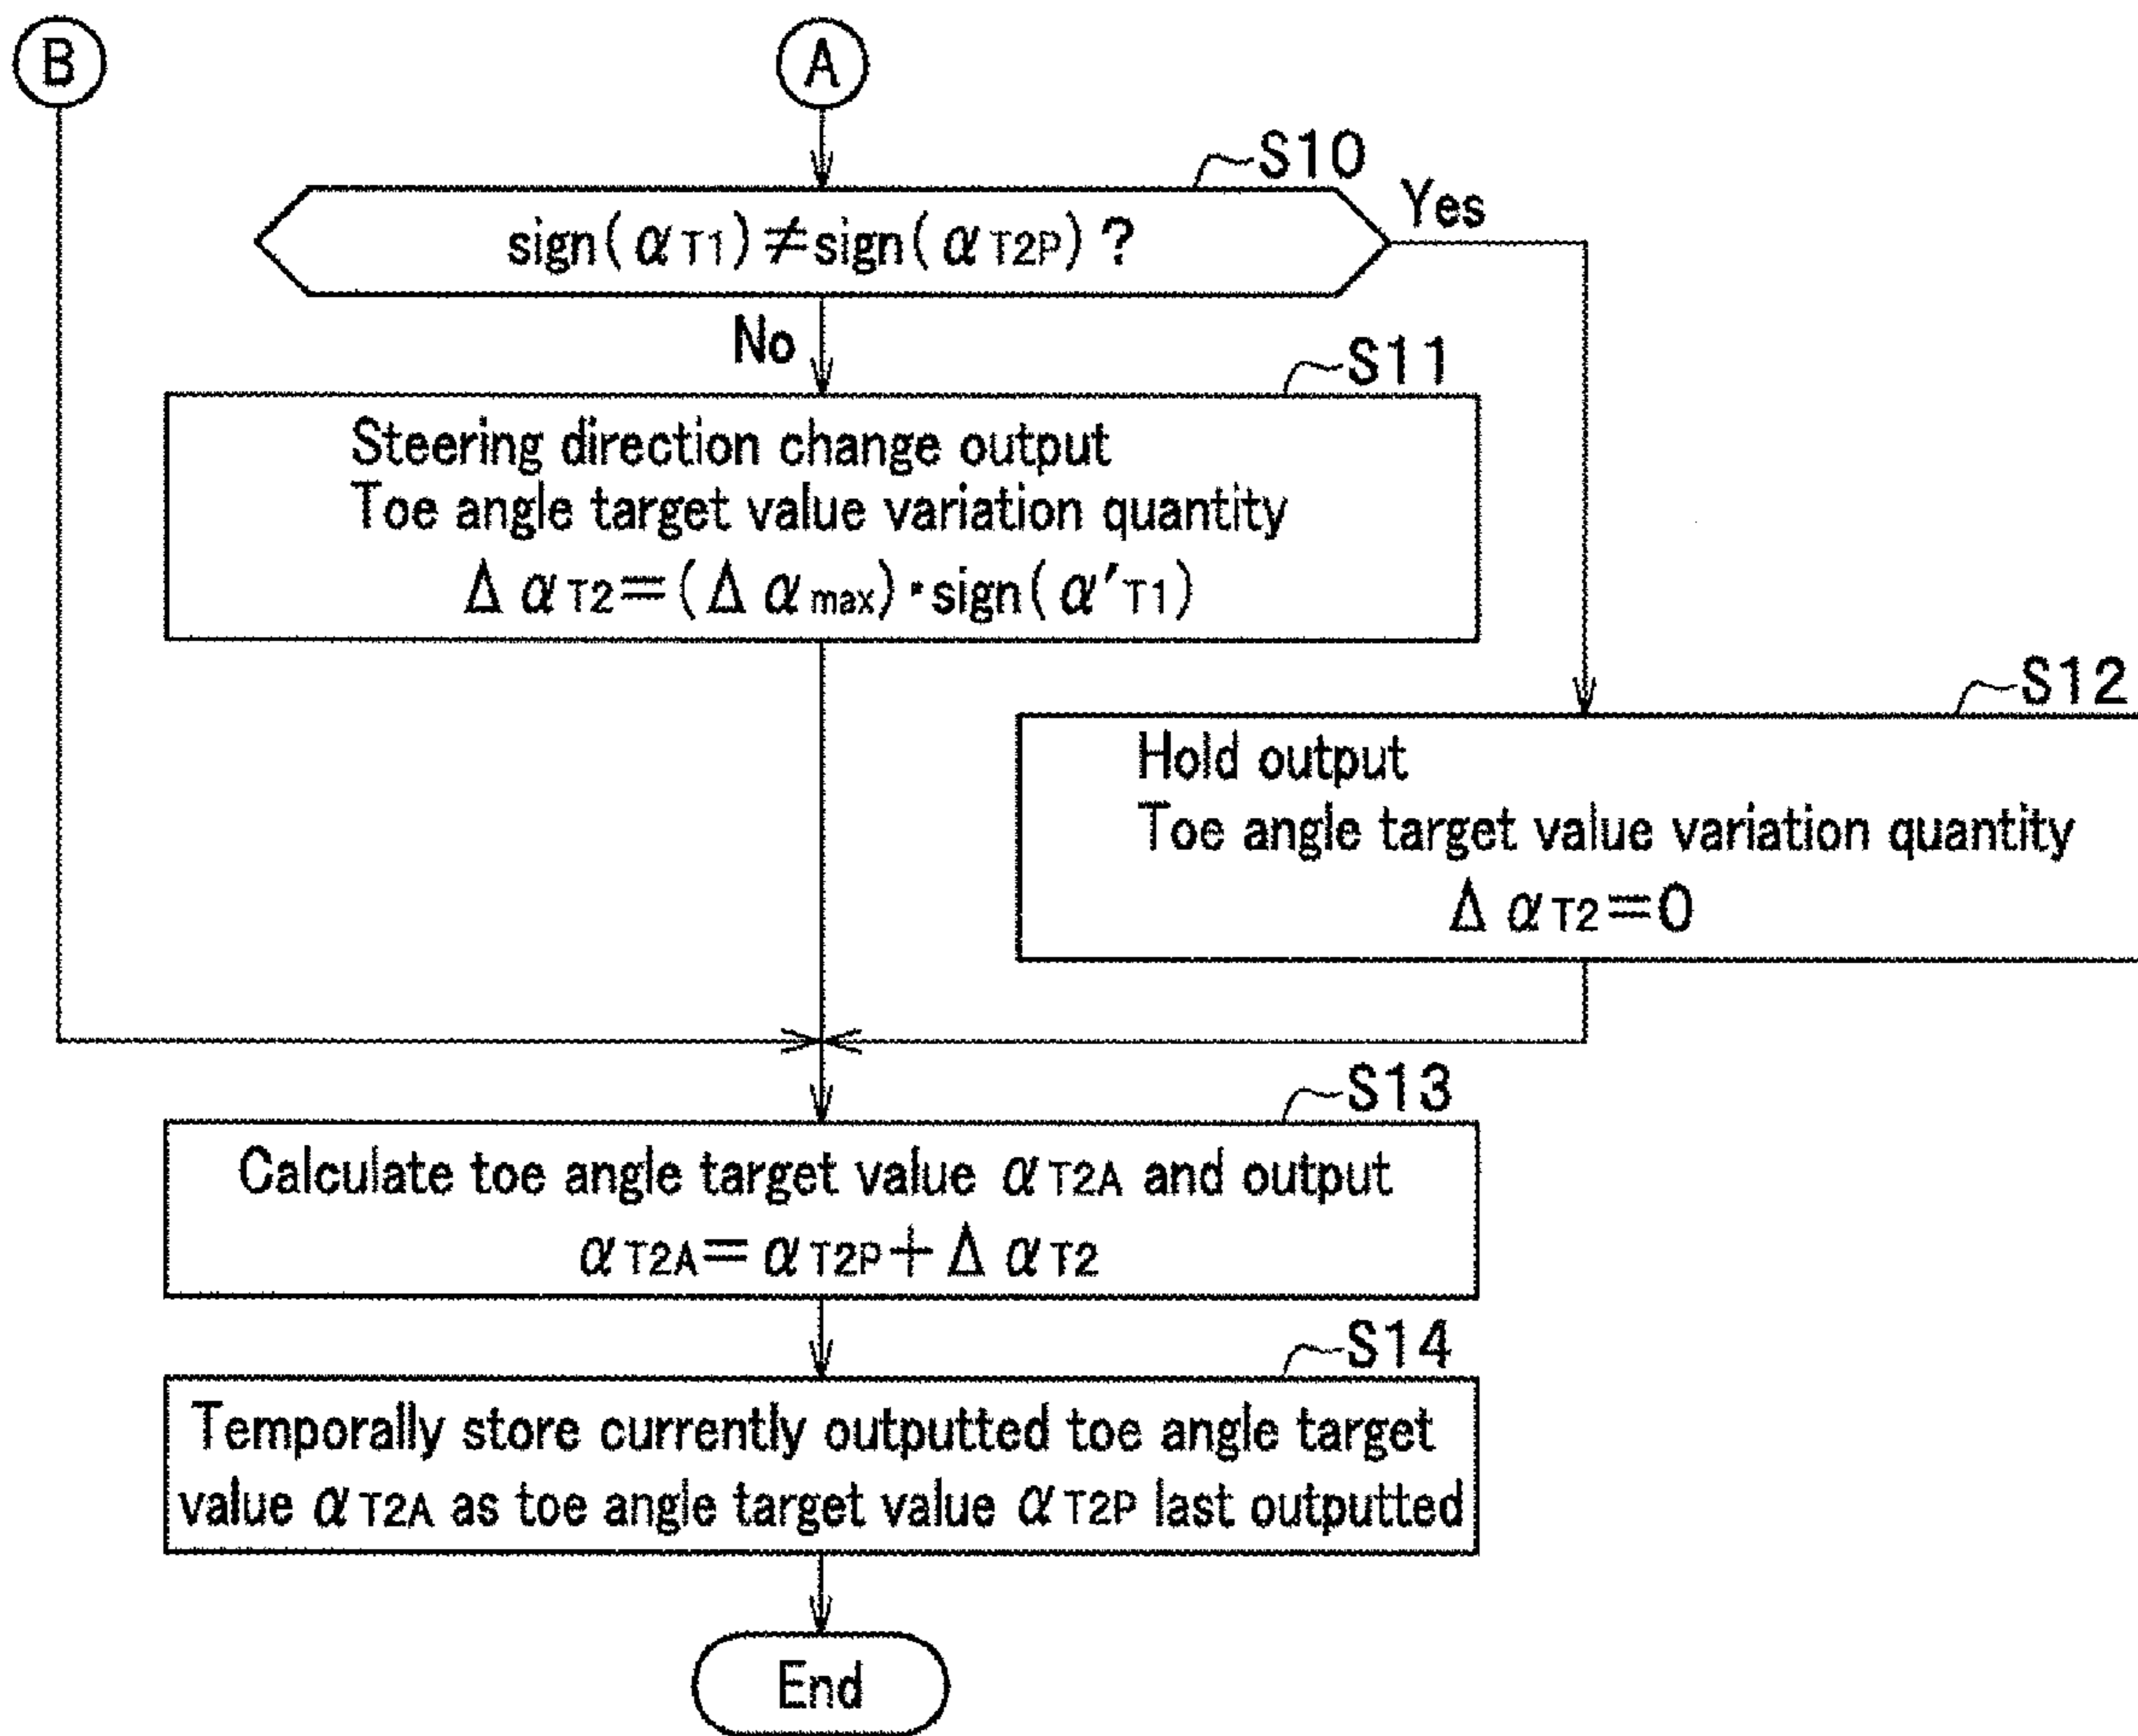 B
A
S10
sign(αT1)≠sign(αT2P)?
Yes
No
S11
Steering direction change output
Toe angle target value variation quantity
ΔαT2=(Δαmax)·sign(α'T1)
S12
Hold output
Toe angle target value variation quantity
ΔαT2=0
S13
Calculate toe angle target value αT2A and output
αT2A=αT2P+ΔαT2
S14
Temporally store currently outputted toe angle target
value αT2A as toe angle target value αT2P last outputted
End